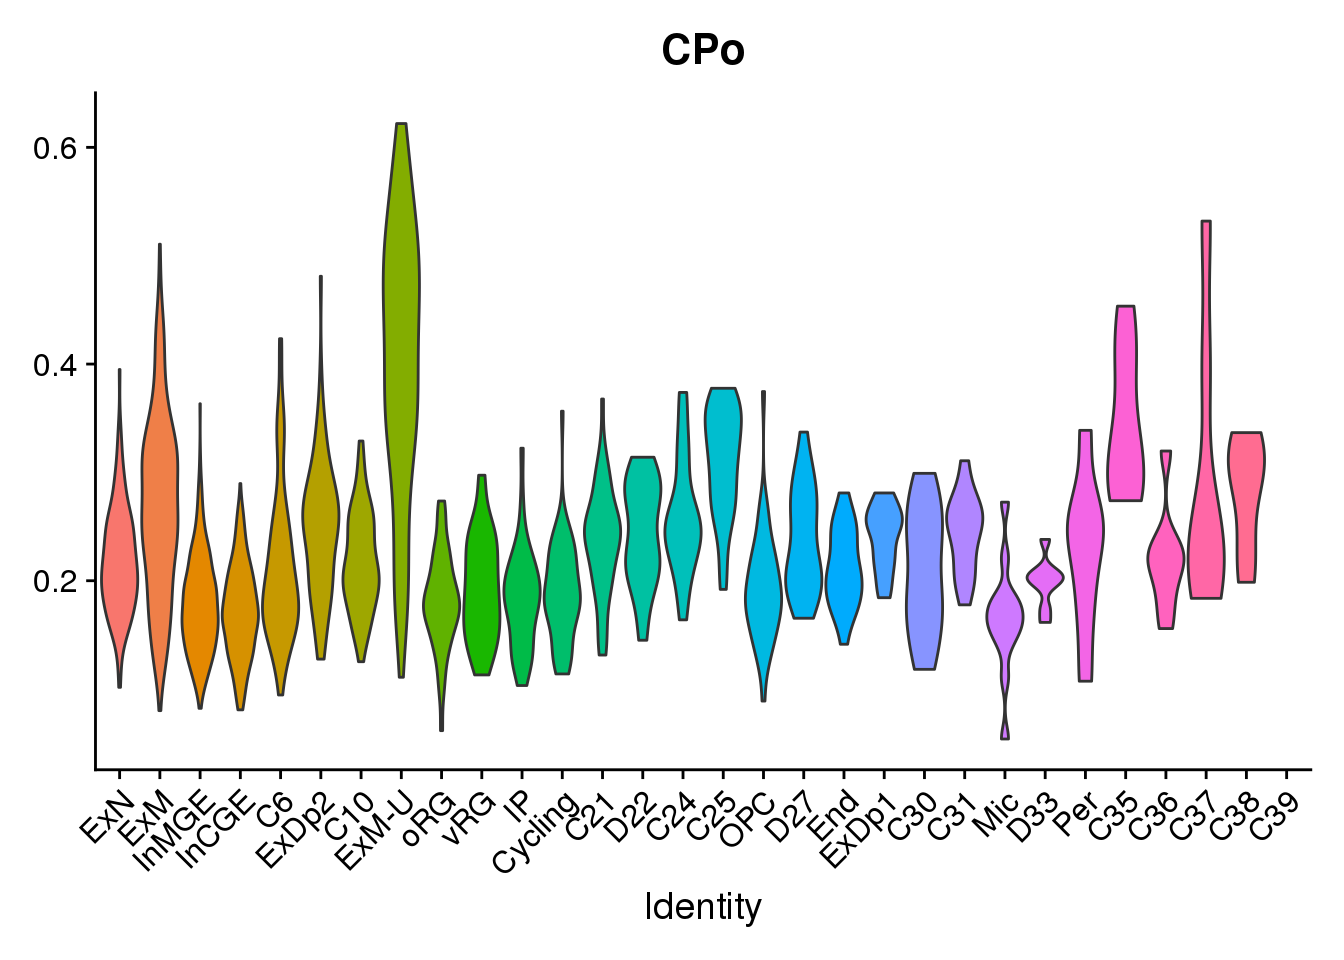 CPo
0.6
0.4
0.2
ExN
ExM
InMGE
InCGE
C6
ExDp2
C10
ExM-U
oRG
vRG
IP
Cycling
C21
D22
C24
C25
OPC
D27
End
ExDp1
C30
C31
Mic
D33
Per
C35
C36
C37
C38
C39
Identity